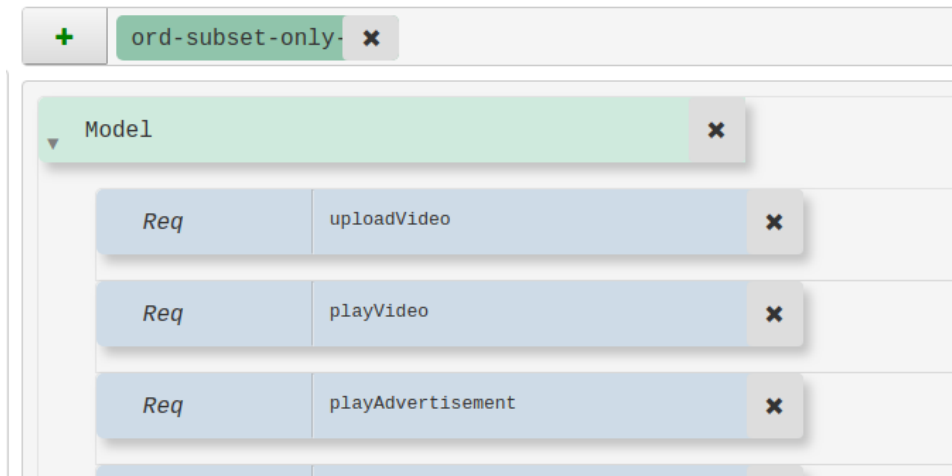 ord-subset-only-
Model
Req uploadVideo
Req playVideo
Req playAdvertisement